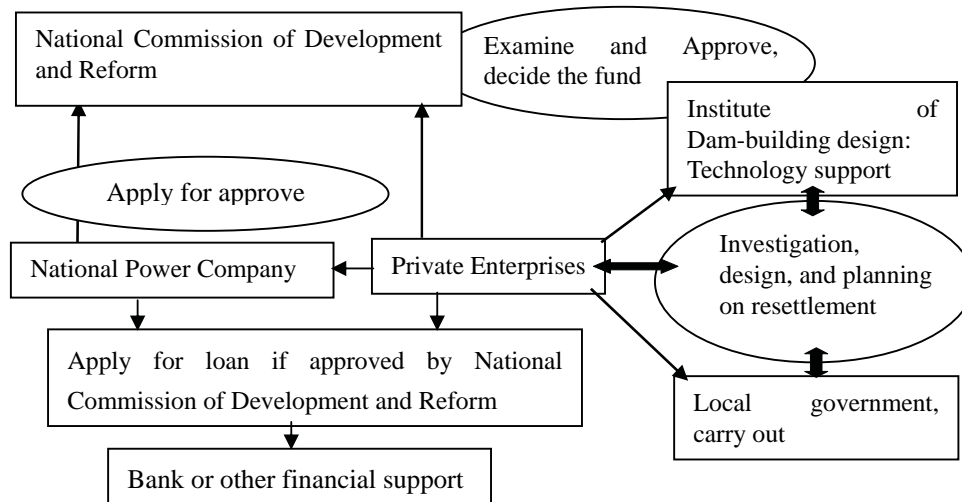 National Commission of Development
and Reform
Examine and Approve,
decide the fund
Institute of
Dam-building design:
Technology support
Apply for approve
Investigation,
design, and planning
on resettlement
National Power Company
Private Enterprises
Apply for loan if approved by National
Commission of Development and Reform
Local government,
carry out
Bank or other financial support